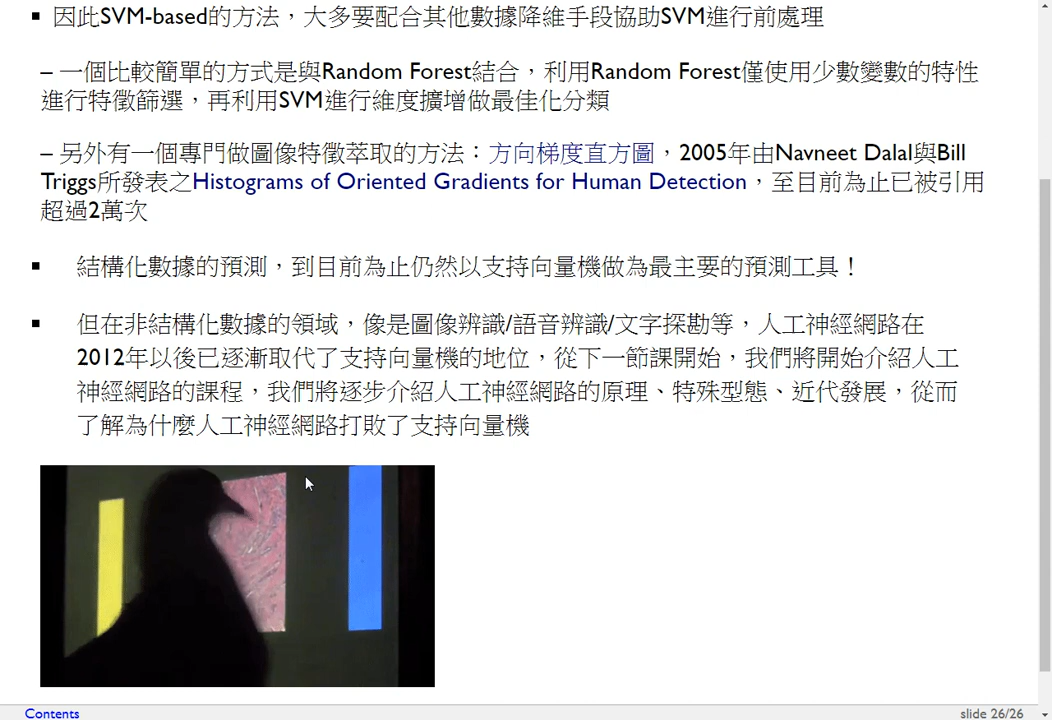 ▪ 因此SVM-based的方法，大多要配合其他數據降維手段協助SVM進行前處理
– 一個比較簡單的方式是與Random Forest結合，利用Random Forest僅使用少數變數的特性
進行特徵篩選，再利用SVM進行維度擴增做最佳化分類
– 另外有一個專門做圖像特徵萃取的方法：方向梯度直方圖，2005年由Navneet Dalal與Bill
Triggs所發表之Histograms of Oriented Gradients for Human Detection，至目前為止已被引用
超過2萬次
▪ 結構化數據的預測，到目前為止仍然以支持向量機做為最主要的預測工具！
▪ 但在非結構化數據的領域，像是圖像辨識/語音辨識/文字探勘等，人工神經網路在
2012年以後已逐漸取代了支持向量機的地位，從下一節課開始，我們將開始介紹人工
神經網路的課程，我們將逐步介紹人工神經網路的原理、特殊型態、近代發展，從而
了解為什麼人工神經網路打敗了支持向量機
Contents
slide 26/26